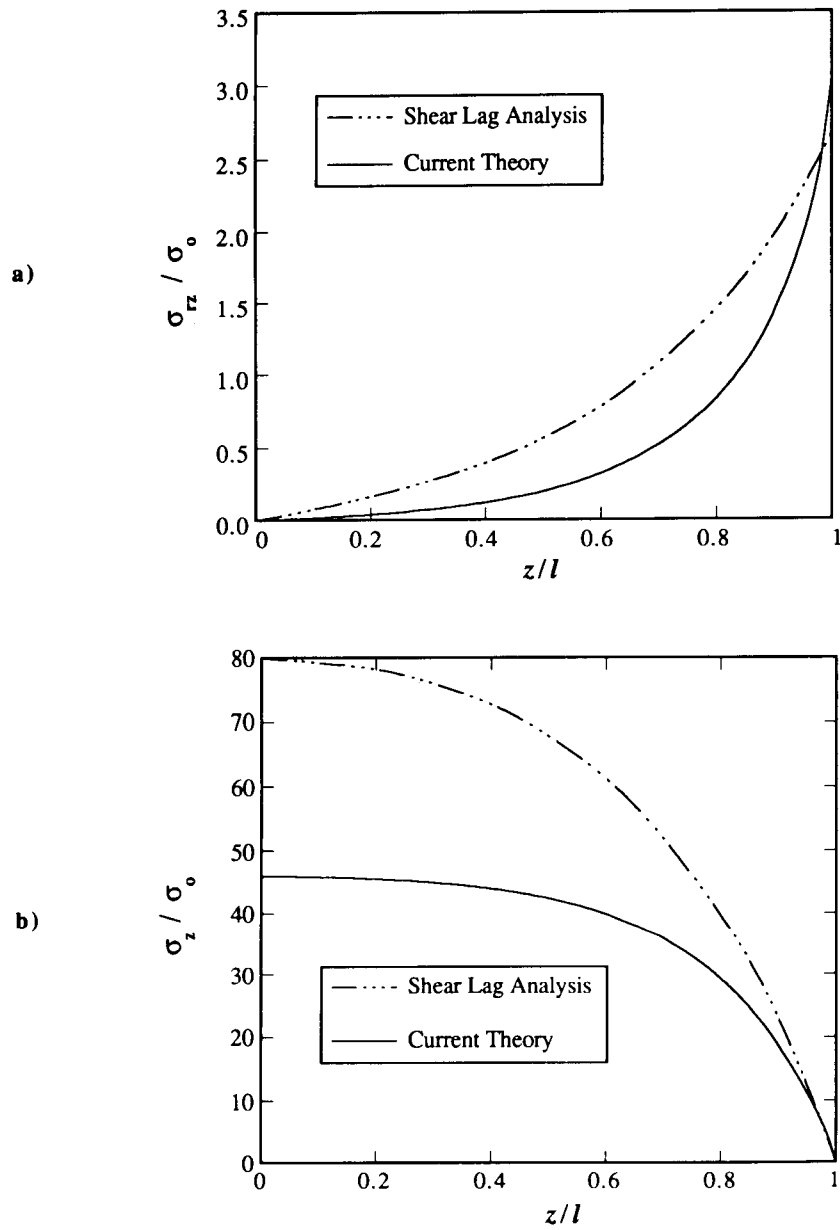 a)
3.5
3.0
2.5
2.0
1.5
1.0
0.5
0.0
σrz / σo
Shear Lag Analysis
Current Theory
0 0.2 0.4 0.6 0.8 1
z/l
b)
80
70
60
50
40
30
20
10
0
σz / σo
Shear Lag Analysis
Current Theory
0 0.2 0.4 0.6 0.8 1
z/l